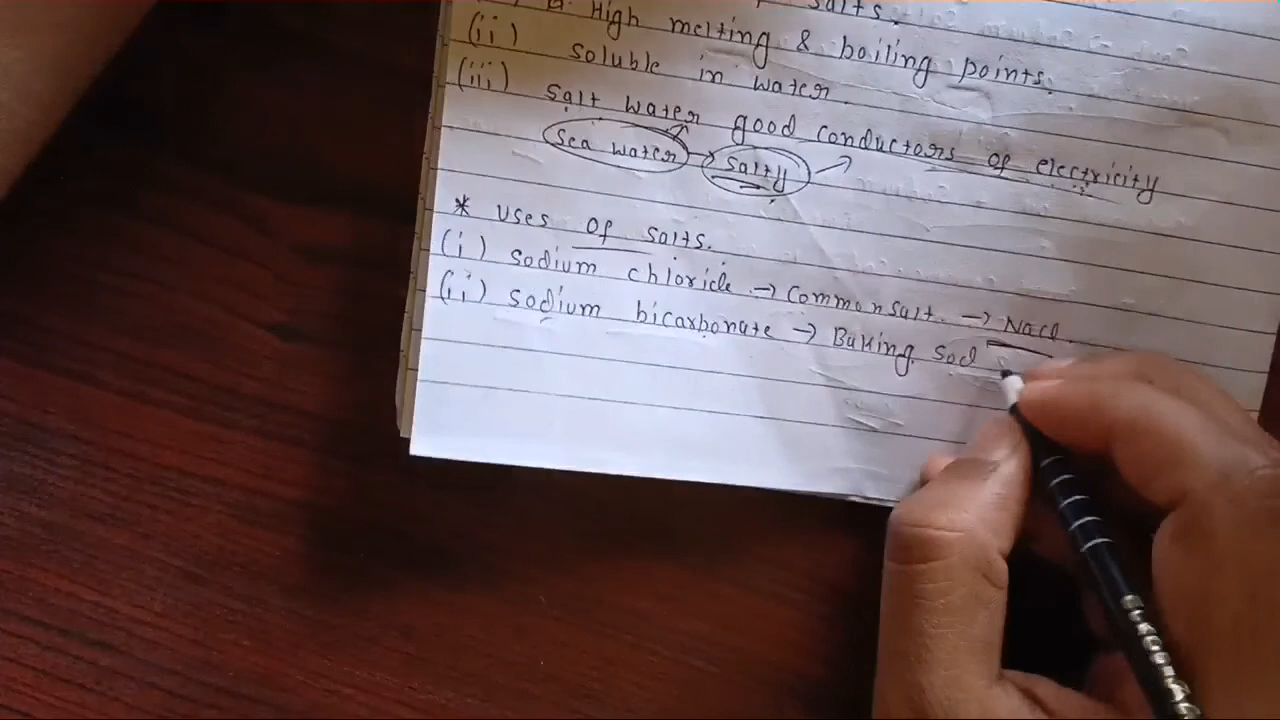 salts.
High melting & boiling points.
(ii) soluble in water.
(iii) salt water good conductors of electricity
sea water → salty
* Uses of salts.
(i) sodium chloride → common salt. → NaCl.
(ii) sodium bicarbonate → Baking Sod